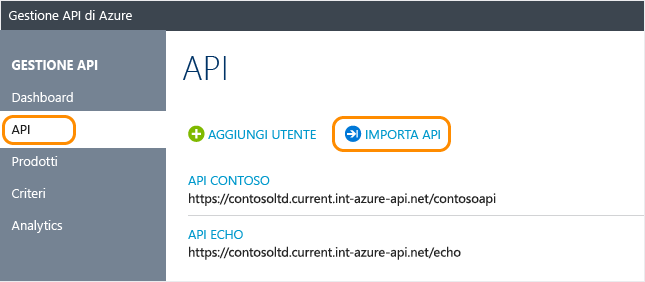 Gestione API di Azure
GESTIONE API
Dashboard
API
Prodotti
Criteri
Analytics
API
AGGIUNGI UTENTE
IMPORTA API
API CONTOSO
https://contosoltd.current.int-azure-api.net/contosoapi
API ECHO
https://contosoltd.current.int-azure-api.net/echo